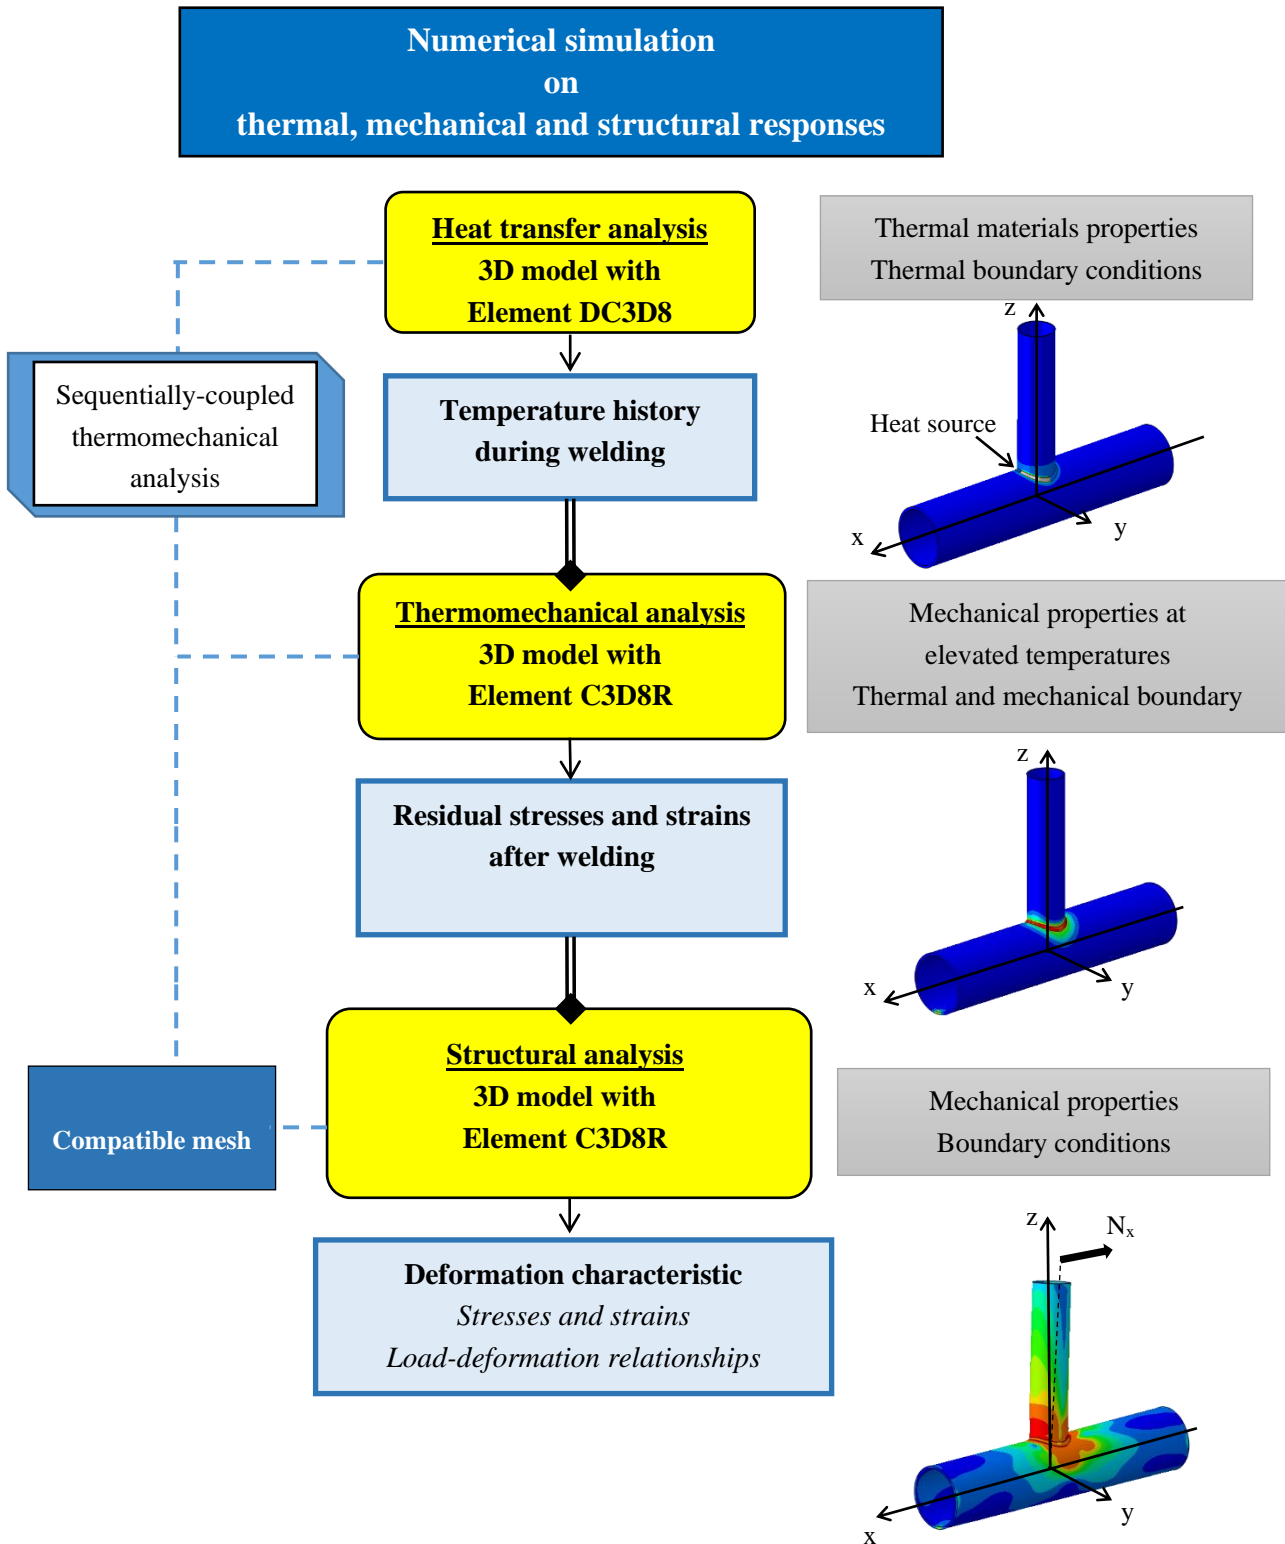 Numerical simulation
on
thermal, mechanical and structural responses
Heat transfer analysis
3D model with
Element DC3D8
Thermal materials properties
Thermal boundary conditions
z
Heat source
x
y
Sequentially-coupled
thermomechanical
analysis
Temperature history
during welding
Thermomechanical analysis
3D model with
Element C3D8R
Mechanical properties at
elevated temperatures
Thermal and mechanical boundary
z
x
y
Residual stresses and strains
after welding
Structural analysis
3D model with
Element C3D8R
Compatible mesh
Mechanical properties
Boundary conditions
z
Nx
x
y
Deformation characteristic
Stresses and strains
Load-deformation relationships